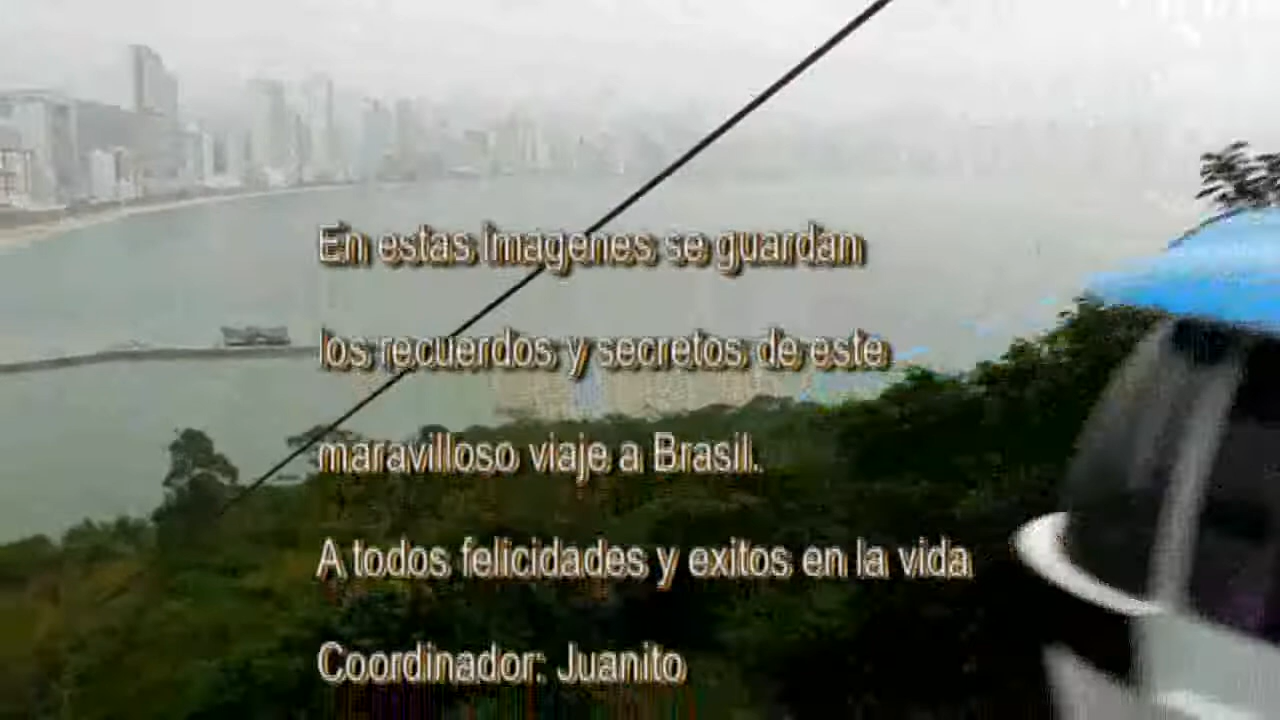 En estas imagenes se guardan
los recuerdos y secretos de este
maravilloso viaje a Brasil.
A todos felicidades y exitos en la vida
Coordinador: Juanito